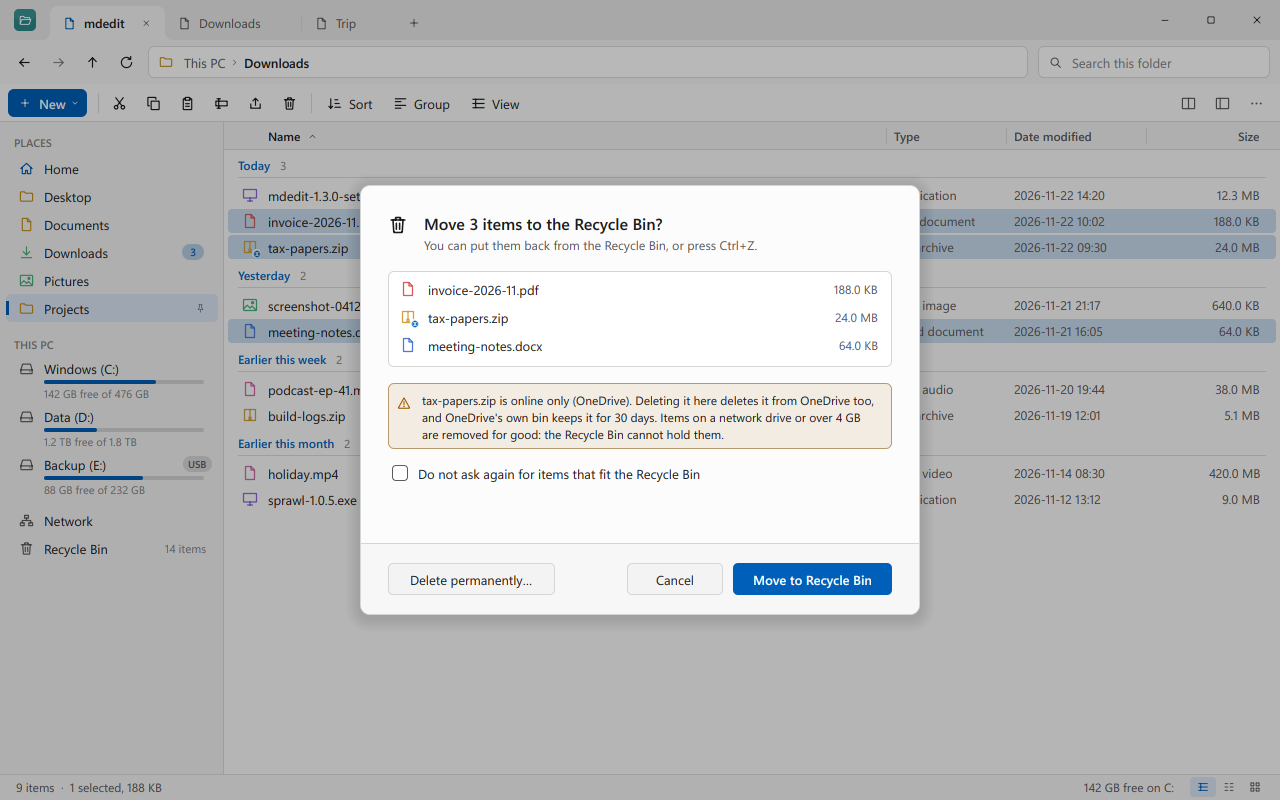 mdedit
Downloads
Trip
This PC
Downloads
Search this folder
New
Sort
Group
View
PLACES
Home
Desktop
Documents
Downloads 3
Pictures
Projects
THIS PC
Windows (C:)
142 GB free of 476 GB
Data (D:)
1.2 TB free of 1.8 TB
Backup (E:) USB
88 GB free of 232 GB
Network
Recycle Bin 14 items
Name Type Date modified Size
Today 3
mdedit-1.3.0-set ication 2026-11-22 14:20 12.3 MB
invoice-2026-11. document 2026-11-22 10:02 188.0 KB
tax-papers.zip rchive 2026-11-22 09:30 24.0 MB
Yesterday 2
screenshot-0412 image 2026-11-21 21:17 640.0 KB
meeting-notes.d d document 2026-11-21 16:05 64.0 KB
Earlier this week 2
podcast-ep-41.m audio 2026-11-20 19:44 38.0 MB
build-logs.zip rchive 2026-11-19 12:01 5.1 MB
Earlier this month 2
holiday.mp4 video 2026-11-14 08:30 420.0 MB
sprawl-1.0.5.exe ication 2026-11-12 13:12 9.0 MB
Move 3 items to the Recycle Bin?
You can put them back from the Recycle Bin, or press Ctrl+Z.
invoice-2026-11.pdf 188.0 KB
tax-papers.zip 24.0 MB
meeting-notes.docx 64.0 KB
tax-papers.zip is online only (OneDrive). Deleting it here deletes it from OneDrive too,
and OneDrive's own bin keeps it for 30 days. Items on a network drive or over 4 GB
are removed for good: the Recycle Bin cannot hold them.
Do not ask again for items that fit the Recycle Bin
Delete permanently...
Cancel
Move to Recycle Bin
9 items · 1 selected, 188 KB
142 GB free on C: